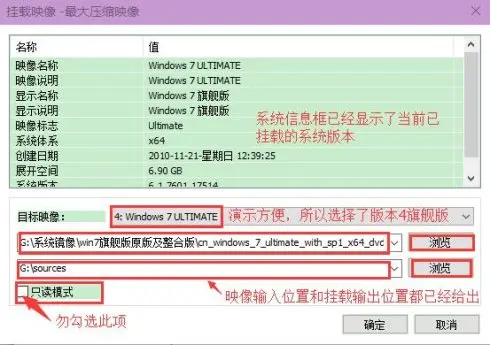 挂载映像 -最大压缩映像
名称 值
映像名称 Windows 7 ULTIMATE
映像说明 Windows 7 ULTIMATE
显示名称 Windows 7 旗舰版
显示说明 Windows 7 旗舰版
映像标志 Ultimate
系统体系 x64
创建日期 2010-11-21-星期日 12:39:25
展开空间 6.90 GB
系统版本 6.1.7601.17514
系统信息框已经显示了当前已
挂载的系统版本
目标映像: 4: Windows 7 ULTIMATE 演示方便，所以选择了版本4旗舰版
G:\系统镜像\win7旗舰版原版及整合版\cn_windows_7_ultimate_with_sp1_x64_dvd 浏览
G:\sources 浏览
只读模式
映像输入位置和挂载输出位置都已经给出
勿勾选此项
确定 取消